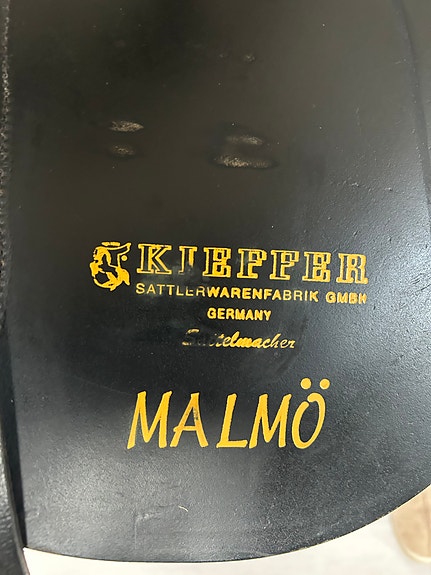 KIEFFER
SATTLERWARENFABRIK GMBH
GERMANY
Sattelmacher
MALMÖ